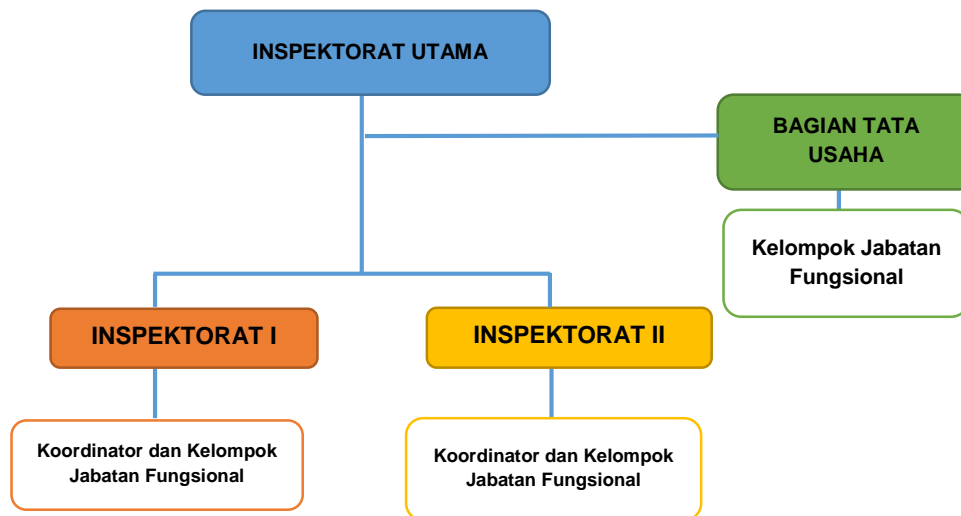 INSPEKTORAT UTAMA
BAGIAN TATA
USAHA
Kelompok Jabatan
Fungsional
INSPEKTORAT I
INSPEKTORAT II
Koordinator dan Kelompok
Jabatan Fungsional
Koordinator dan Kelompok
Jabatan Fungsional